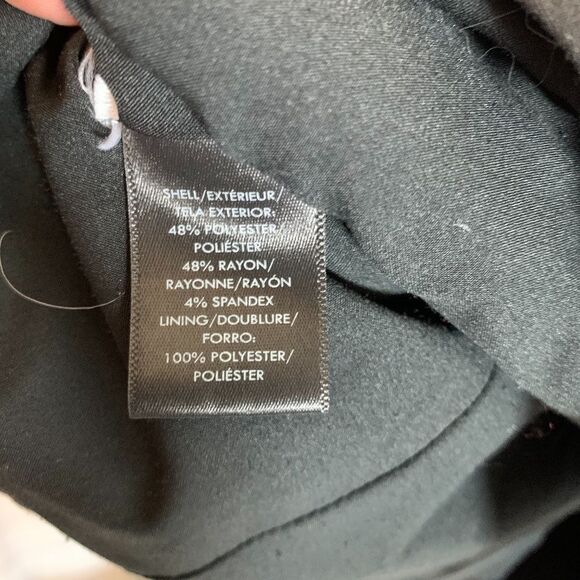 SHELL/EXTÉRIEUR/
TELA EXTERIOR:
48% POLYESTER/
POLIÉSTER
48% RAYON/
RAYONNE/RAYÓN
4% SPANDEX
LINING/DOUBLURE/
FORRO:
100% POLYESTER/
POLIÉSTER